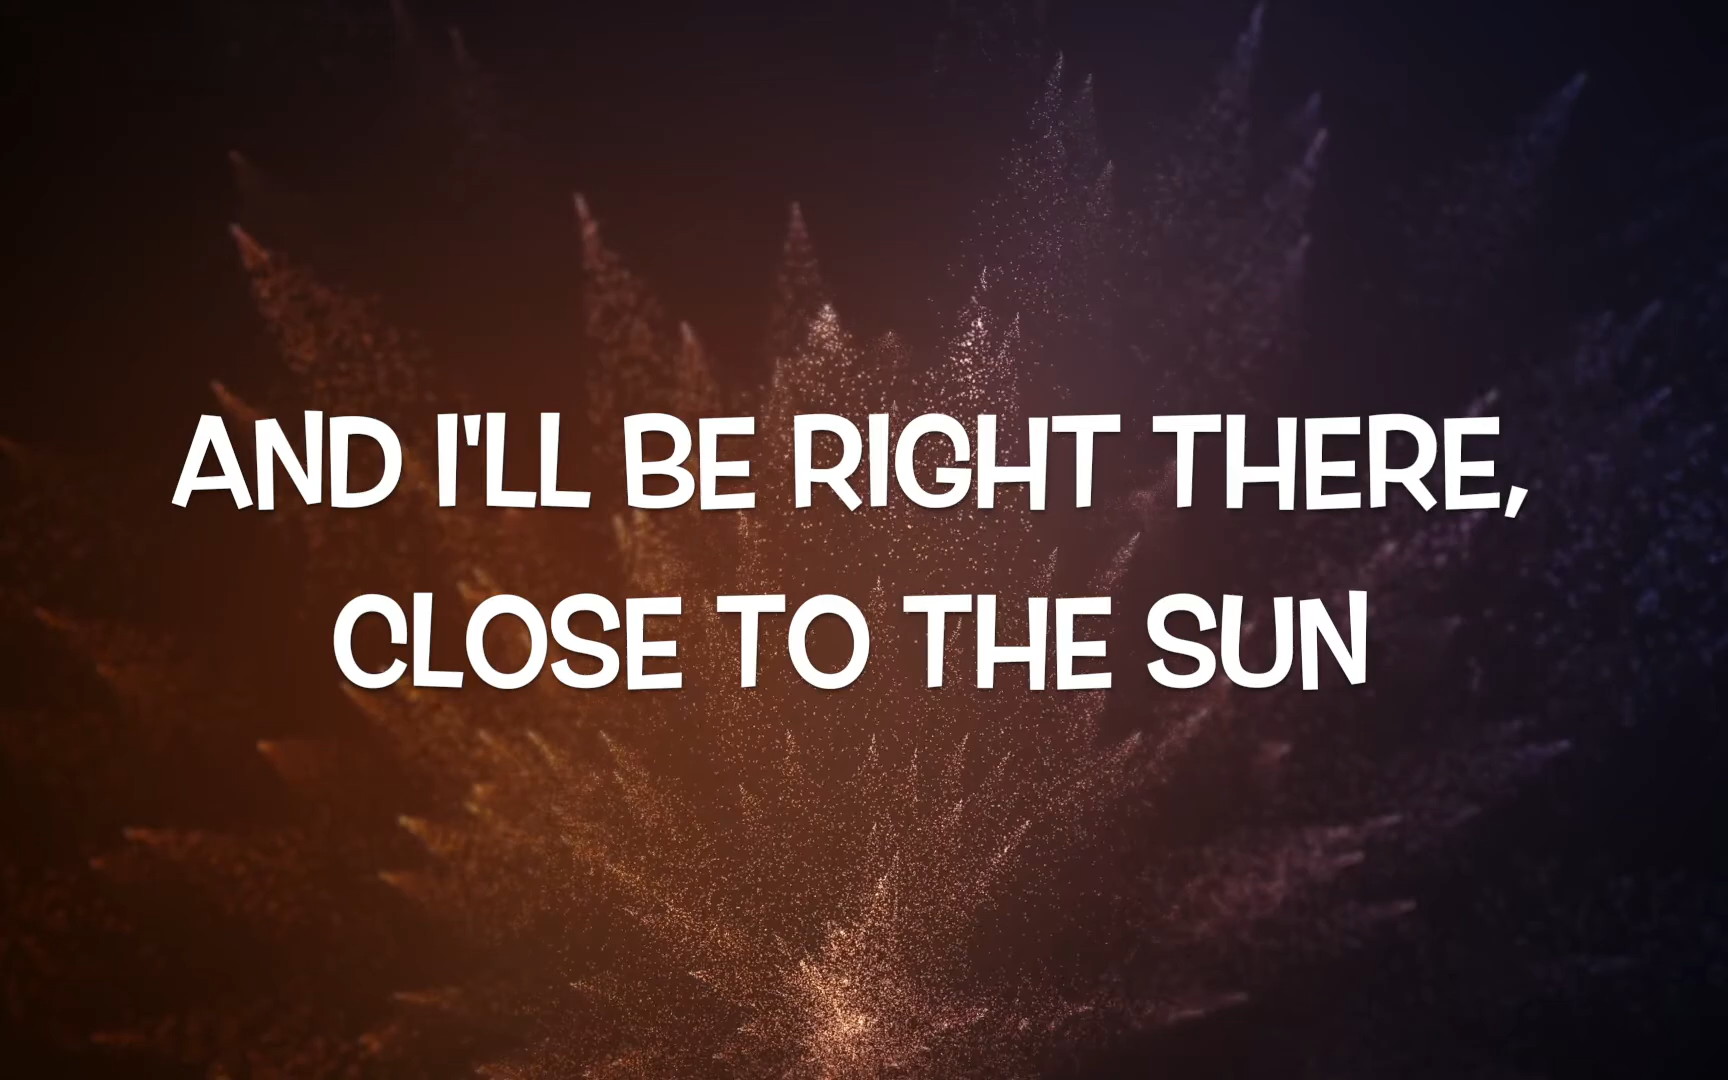 AND I'LL BE RIGHT THERE,
CLOSE TO THE SUN